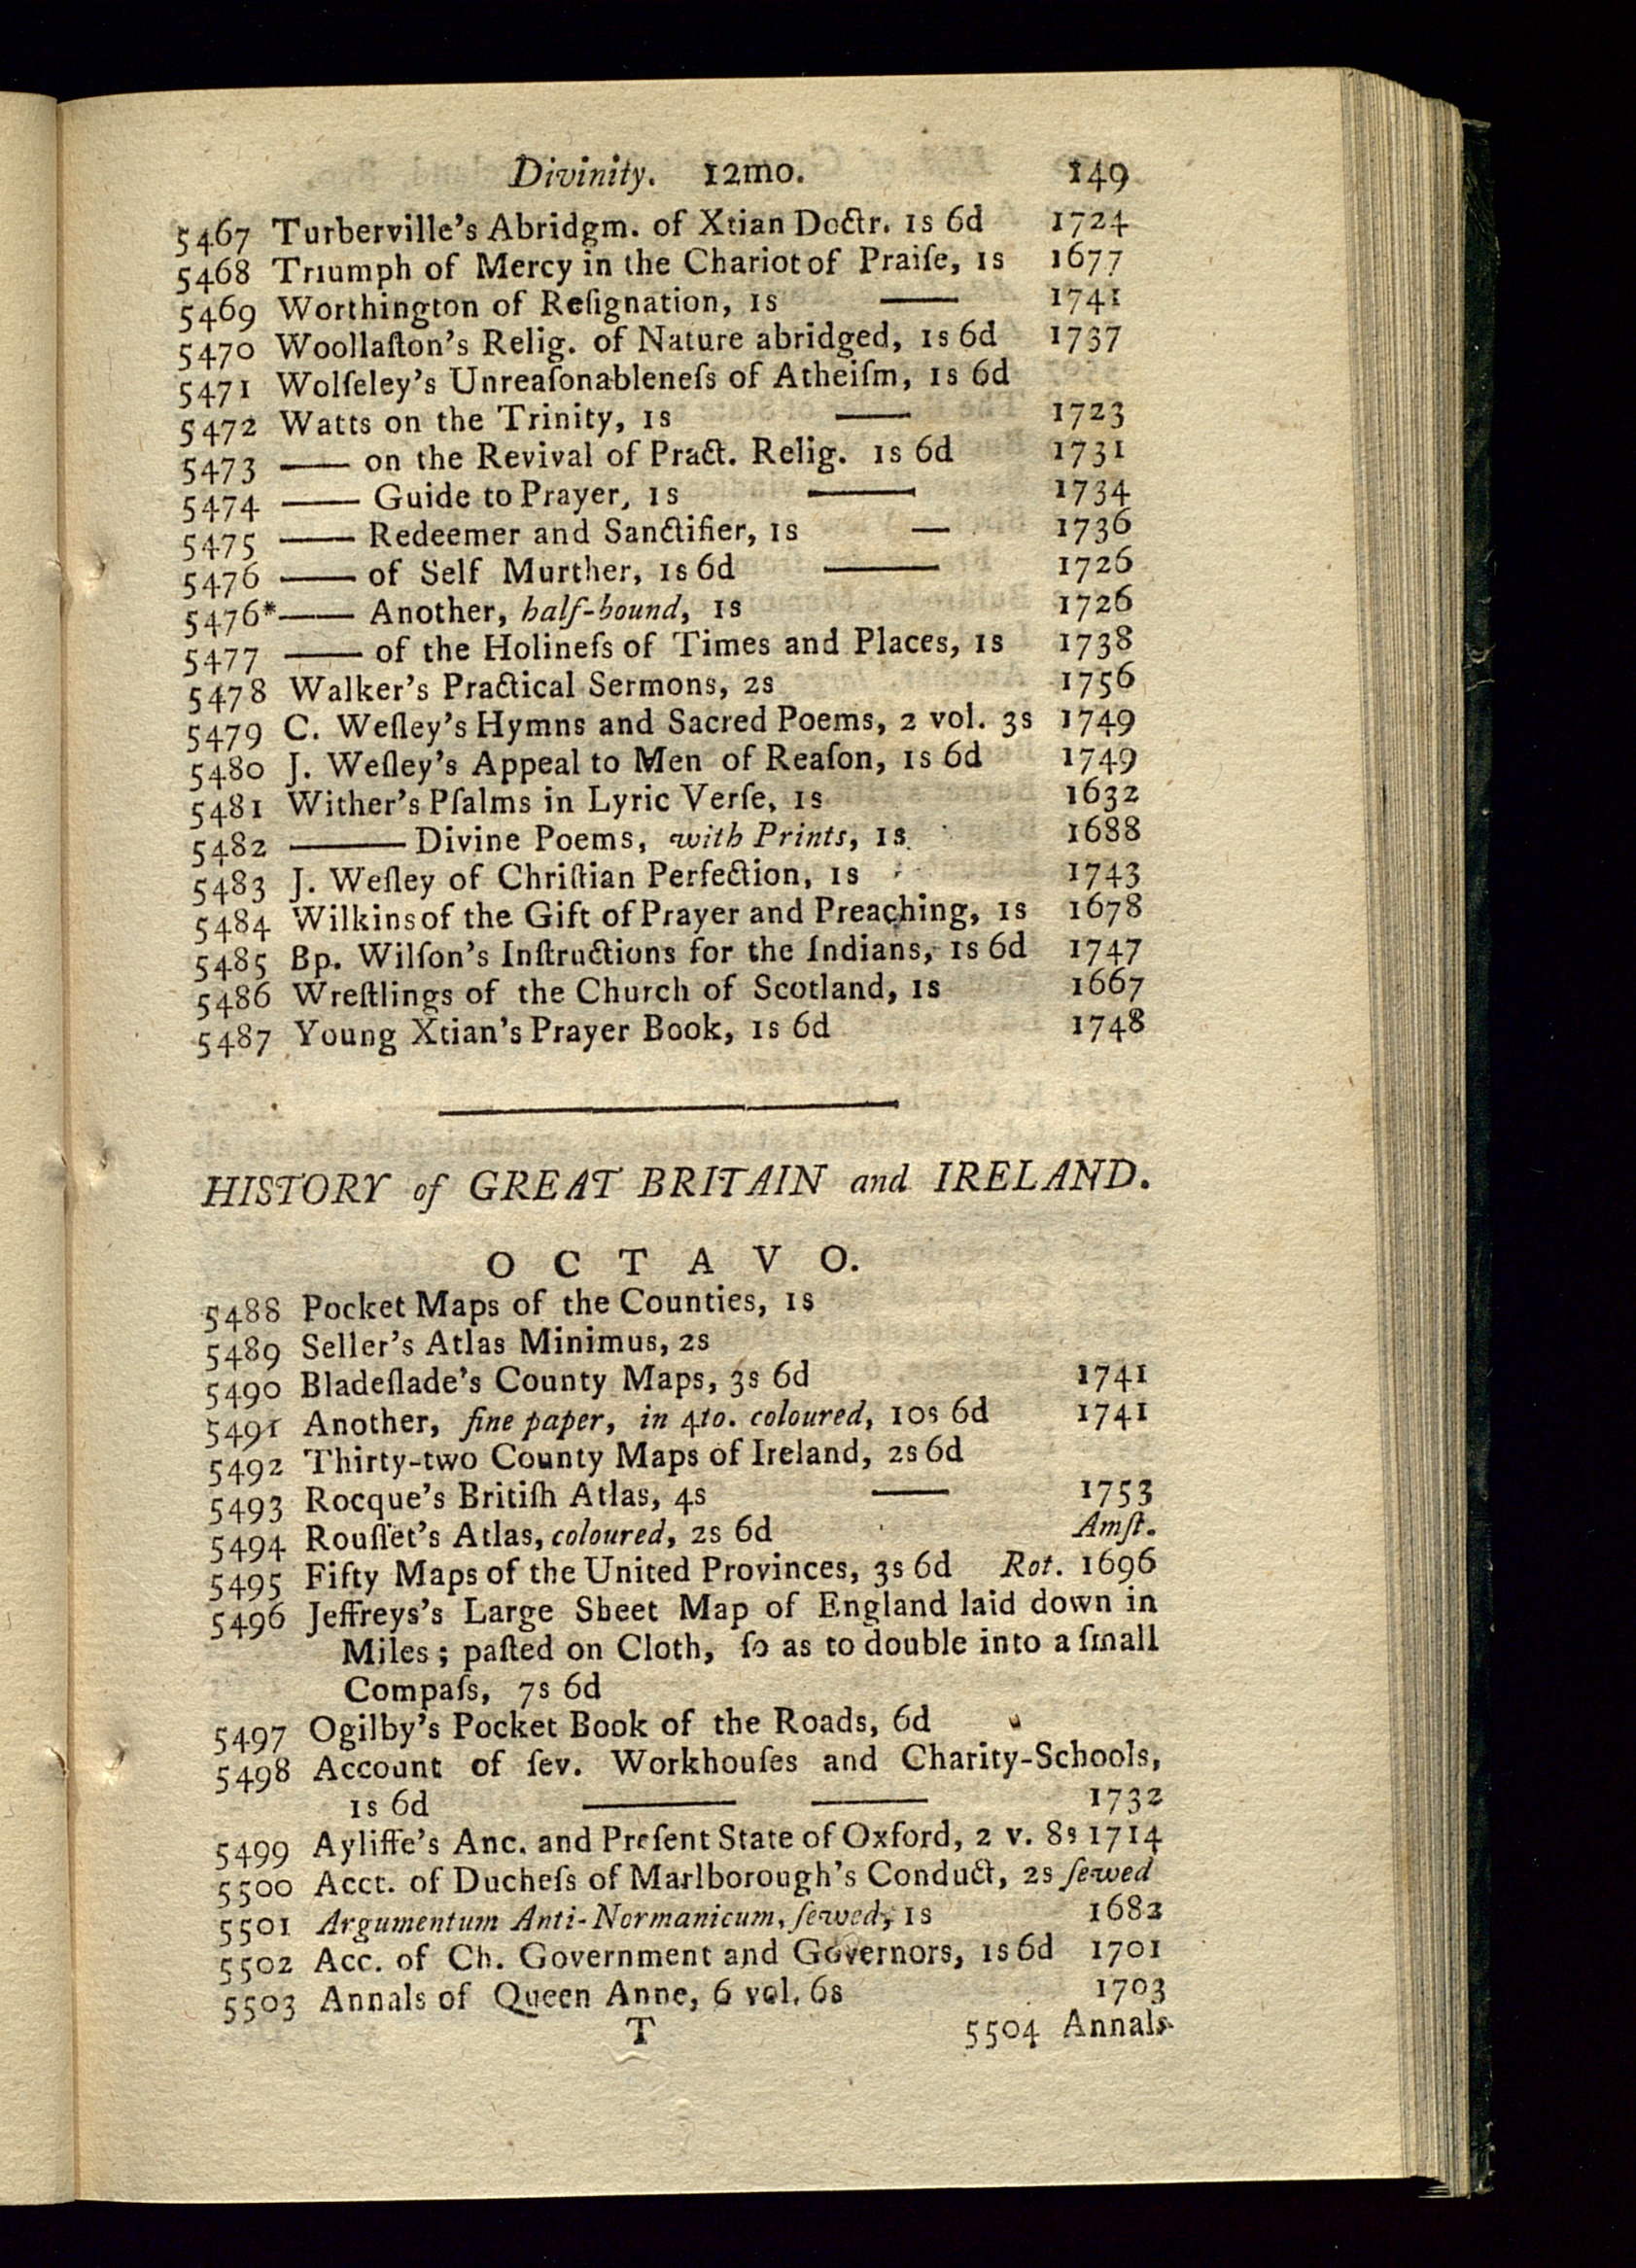 Divinity. 12mo. 149
5467 Turberville's Abridgm. of Xtian Doctr. 1s 6d 1724
5468 Triumph of Mercy in the Chariot of Praiſe, 1s 1677
5469 Worthington of Reſignation, 1s —— 1741
5470 Woollaſton's Relig. of Nature abridged, 1s 6d 1737
5471 Wolſeley's Unreaſonableneſs of Atheiſm, 1s 6d
5472 Watts on the Trinity, 1s —— 1723
5473 —— on the Revival of Pract. Relig. 1s 6d 1731
5474 —— Guide to Prayer, 1s —— 1734
5475 —— Redeemer and Sanctifier, 1s — 1736
5476 —— of Self Murther, 1s 6d —— 1726
5476* —— Another, half-bound, 1s 1726
5477 —— of the Holineſs of Times and Places, 1s 1738
5478 Walker's Practical Sermons, 2s 1756
5479 C. Weſley's Hymns and Sacred Poems, 2 vol. 3s 1749
5480 J. Weſley's Appeal to Men of Reaſon, 1s 6d 1749
5481 Wither's Pſalms in Lyric Verſe, 1s 1632
5482 ——— Divine Poems, with Prints, 1s 1688
5483 J. Weſley of Chriſtian Perfection, 1s 1743
5484 Wilkins of the Gift of Prayer and Preaching, 1s 1678
5485 Bp. Wilſon's Inſtructions for the Indians, 1s 6d 1747
5486 Wreſtlings of the Church of Scotland, 1s 1667
5487 Young Xtian's Prayer Book, 1s 6d 1748
HISTORY of GREAT BRITAIN and IRELAND.
OCTAVO.
5488 Pocket Maps of the Counties, 1s
5489 Seller's Atlas Minimus, 2s
5490 Bladeſlade's County Maps, 3s 6d 1741
5491 Another, fine paper, in 4to. coloured, 10s 6d 1741
5492 Thirty-two County Maps of Ireland, 2s 6d
5493 Rocque's Britiſh Atlas, 4s —— 1753
5494 Rouſſet's Atlas, coloured, 2s 6d Amſt.
5495 Fifty Maps of the United Provinces, 3s 6d Rot. 1696
5496 Jeffreys's Large Sheet Map of England laid down in
Miles; paſted on Cloth, ſo as to double into a ſmall
Compaſs, 7s 6d
5497 Ogilby's Pocket Book of the Roads, 6d
5498 Account of ſev. Workhouſes and Charity-Schools,
1s 6d —— —— 1732
5499 Ayliffe's Anc. and Preſent State of Oxford, 2 v. 8s 1714
5500 Acct. of Ducheſs of Marlborough's Conduct, 2s ſewed
5501 Argumentum Anti-Normanicum, ſewed, 1s 1682
5502 Acc. of Ch. Government and Governors, 1s 6d 1701
5503 Annals of Queen Anne, 6 vol. 6s 1703
T 5504 Annals